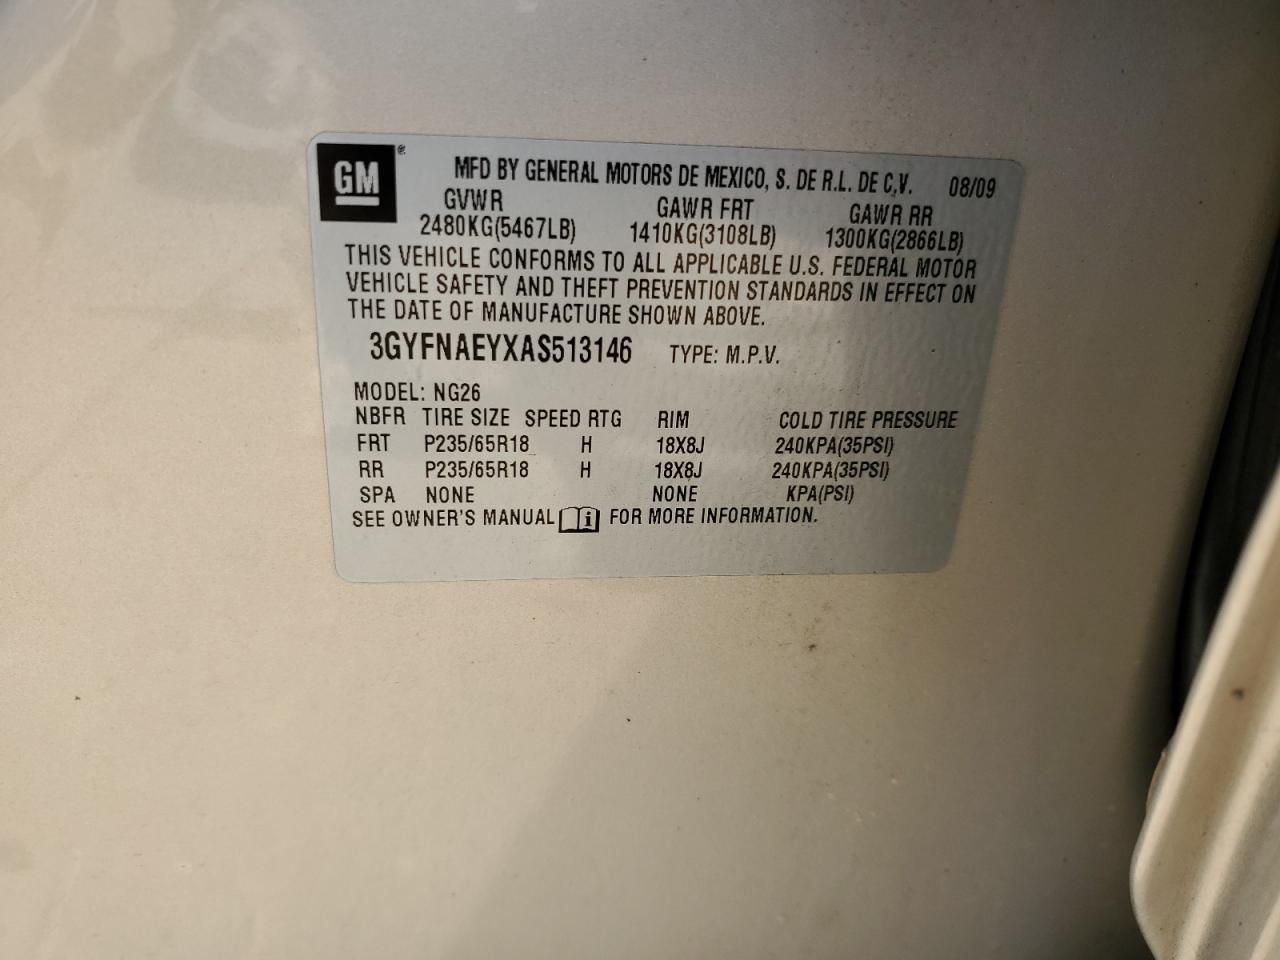 GM®
MFD BY GENERAL MOTORS DE MEXICO, S. DE R.L. DE C.V. 08/09
GVWR GAWR FRT GAWR RR
2480KG(5467LB) 1410KG(3108LB) 1300KG(2866LB)
THIS VEHICLE CONFORMS TO ALL APPLICABLE U.S. FEDERAL MOTOR
VEHICLE SAFETY AND THEFT PREVENTION STANDARDS IN EFFECT ON
THE DATE OF MANUFACTURE SHOWN ABOVE.
3GYFNAEYXAS513146 TYPE: M.P.V.
MODEL: NG26
NBFR TIRE SIZE SPEED RTG RIM COLD TIRE PRESSURE
FRT P235/65R18 H 18X8J 240KPA(35PSI)
RR P235/65R18 H 18X8J 240KPA(35PSI)
SPA NONE NONE KPA(PSI)
SEE OWNER'S MANUAL i FOR MORE INFORMATION.